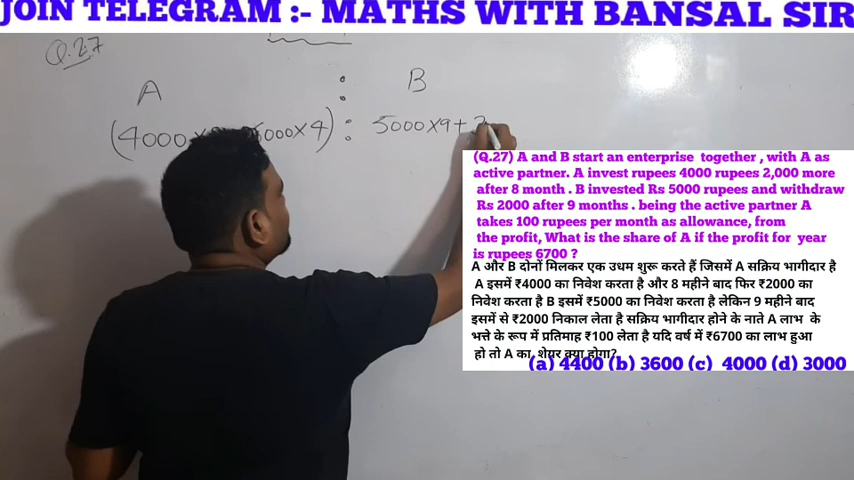 JOIN TELEGRAM :- MATHS WITH BANSAL SIR
Q.27
A : B
(4000× 6000×4) : 5000×9+
(Q.27) A and B start an enterprise together , with A as
active partner. A invest rupees 4000 rupees 2,000 more
after 8 month . B invested Rs 5000 rupees and withdraw
Rs 2000 after 9 months . being the active partner A
takes 100 rupees per month as allowance, from
the profit, What is the share of A if the profit for year
is rupees 6700 ?
A और B दोनों मिलकर एक उधम शुरू करते हैं जिसमें A सक्रिय भागीदार है
A इसमें ₹4000 का निवेश करता है और 8 महीने बाद फिर ₹2000 का
निवेश करता है B इसमें ₹5000 का निवेश करता है लेकिन 9 महीने बाद
इसमें से ₹2000 निकाल लेता है सक्रिय भागीदार होने के नाते A लाभ के
भत्ते के रूप में प्रतिमाह ₹100 लेता है यदि वर्ष में ₹6700 का लाभ हुआ
हो तो A का शेयर क्या होगा?
(a) 4400 (b) 3600 (c) 4000 (d) 3000